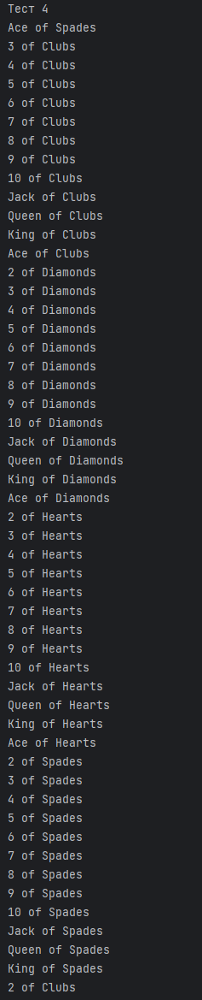 Тест 4
Ace of Spades
3 of Clubs
4 of Clubs
5 of Clubs
6 of Clubs
7 of Clubs
8 of Clubs
9 of Clubs
10 of Clubs
Jack of Clubs
Queen of Clubs
King of Clubs
Ace of Clubs
2 of Diamonds
3 of Diamonds
4 of Diamonds
5 of Diamonds
6 of Diamonds
7 of Diamonds
8 of Diamonds
9 of Diamonds
10 of Diamonds
Jack of Diamonds
Queen of Diamonds
King of Diamonds
Ace of Diamonds
2 of Hearts
3 of Hearts
4 of Hearts
5 of Hearts
6 of Hearts
7 of Hearts
8 of Hearts
9 of Hearts
10 of Hearts
Jack of Hearts
Queen of Hearts
King of Hearts
Ace of Hearts
2 of Spades
3 of Spades
4 of Spades
5 of Spades
6 of Spades
7 of Spades
8 of Spades
9 of Spades
10 of Spades
Jack of Spades
Queen of Spades
King of Spades
2 of Clubs